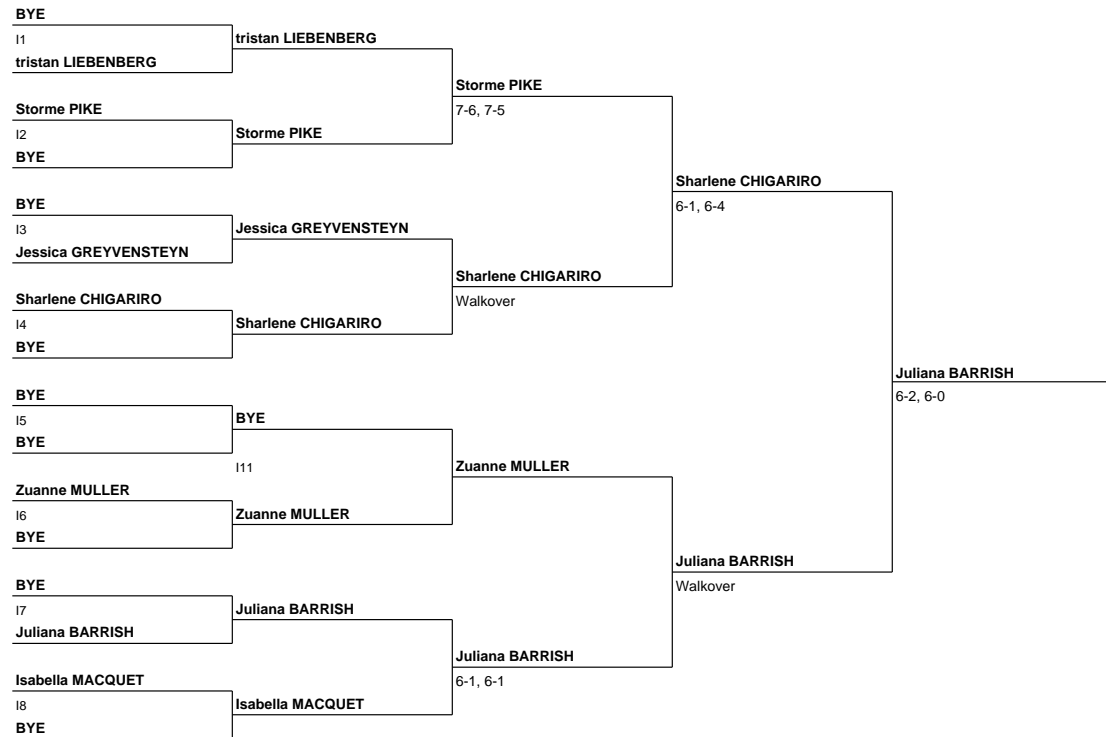 BYE
I1
tristan LIEBENBERG
tristan LIEBENBERG
Storme PIKE
7-6, 7-5
Storme PIKE
I2
Storme PIKE
BYE
Sharlene CHIGARIRO
6-1, 6-4
BYE
I3
Jessica GREYVENSTEYN
Jessica GREYVENSTEYN
Sharlene CHIGARIRO
Walkover
Sharlene CHIGARIRO
I4
Sharlene CHIGARIRO
BYE
Juliana BARRISH
6-2, 6-0
BYE
I5
BYE
BYE
I11
Zuanne MULLER
Zuanne MULLER
I6
Zuanne MULLER
BYE
Juliana BARRISH
Walkover
BYE
I7
Juliana BARRISH
Juliana BARRISH
Juliana BARRISH
6-1, 6-1
Isabella MACQUET
I8
Isabella MACQUET
BYE